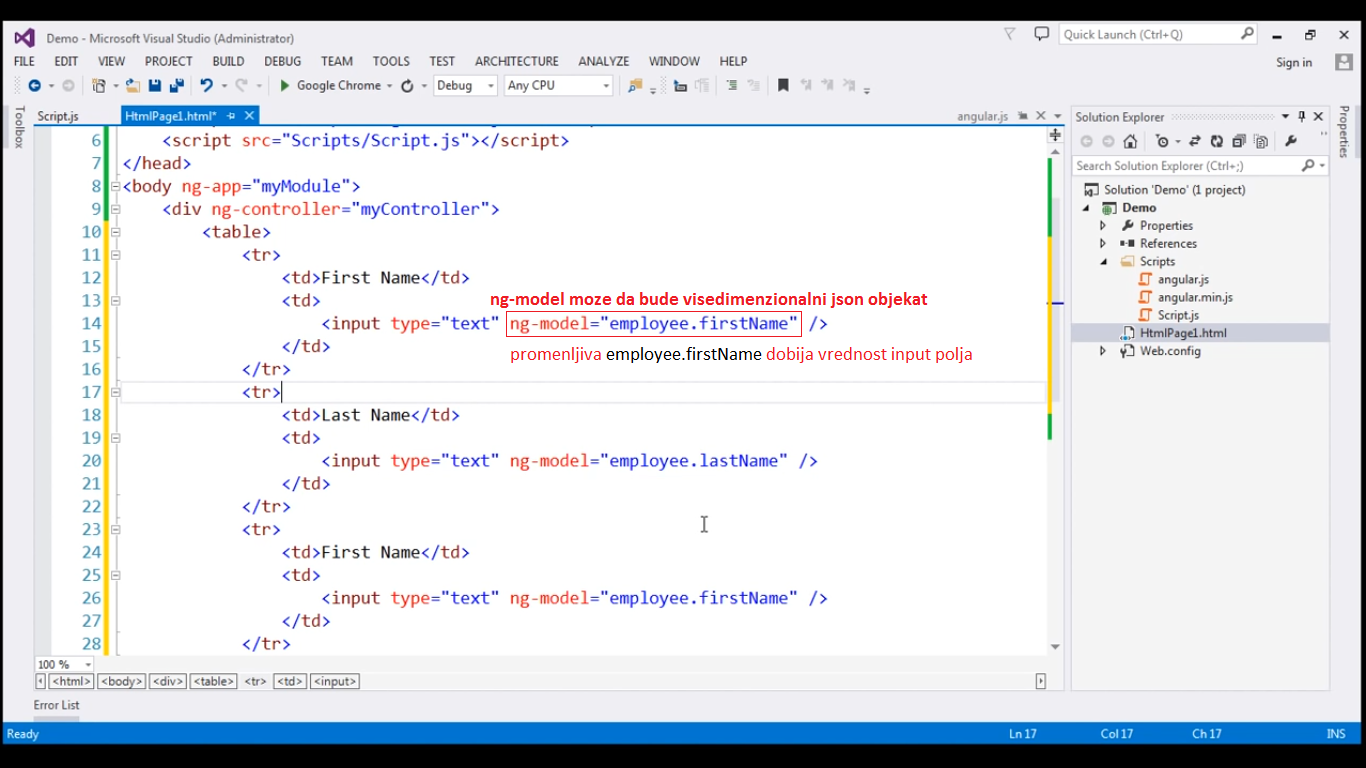 Demo - Microsoft Visual Studio (Administrator)
Quick Launch (Ctrl+Q)
FILE EDIT VIEW PROJECT BUILD DEBUG TEAM TOOLS TEST ARCHITECTURE ANALYZE WINDOW HELP
Sign in
Google Chrome Debug Any CPU
Toolbox
Script.js HtmlPage1.html* angular.js
6 <script src="Scripts/Script.js"></script>
7 </head>
8 <body ng-app="myModule">
9 <div ng-controller="myController">
10 <table>
11 <tr>
12 <td>First Name</td>
13 <td>
ng-model moze da bude visedimenzionalni json objekat
14 <input type="text" ng-model="employee.firstName" />
15 </td>
promenljiva employee.firstName dobija vrednost input polja
16 </tr>
17 <tr>
18 <td>Last Name</td>
19 <td>
20 <input type="text" ng-model="employee.lastName" />
21 </td>
22 </tr>
23 <tr>
24 <td>First Name</td>
25 <td>
26 <input type="text" ng-model="employee.firstName" />
27 </td>
28 </tr>
100 %
<html> <body> <div> <table> <tr> <td> <input>
Solution Explorer
Search Solution Explorer (Ctrl+;)
Solution 'Demo' (1 project)
Demo
Properties
References
Scripts
angular.js
angular.min.js
Script.js
HtmlPage1.html
Web.config
Properties
Error List
Ready Ln 17 Col 17 Ch 17 INS